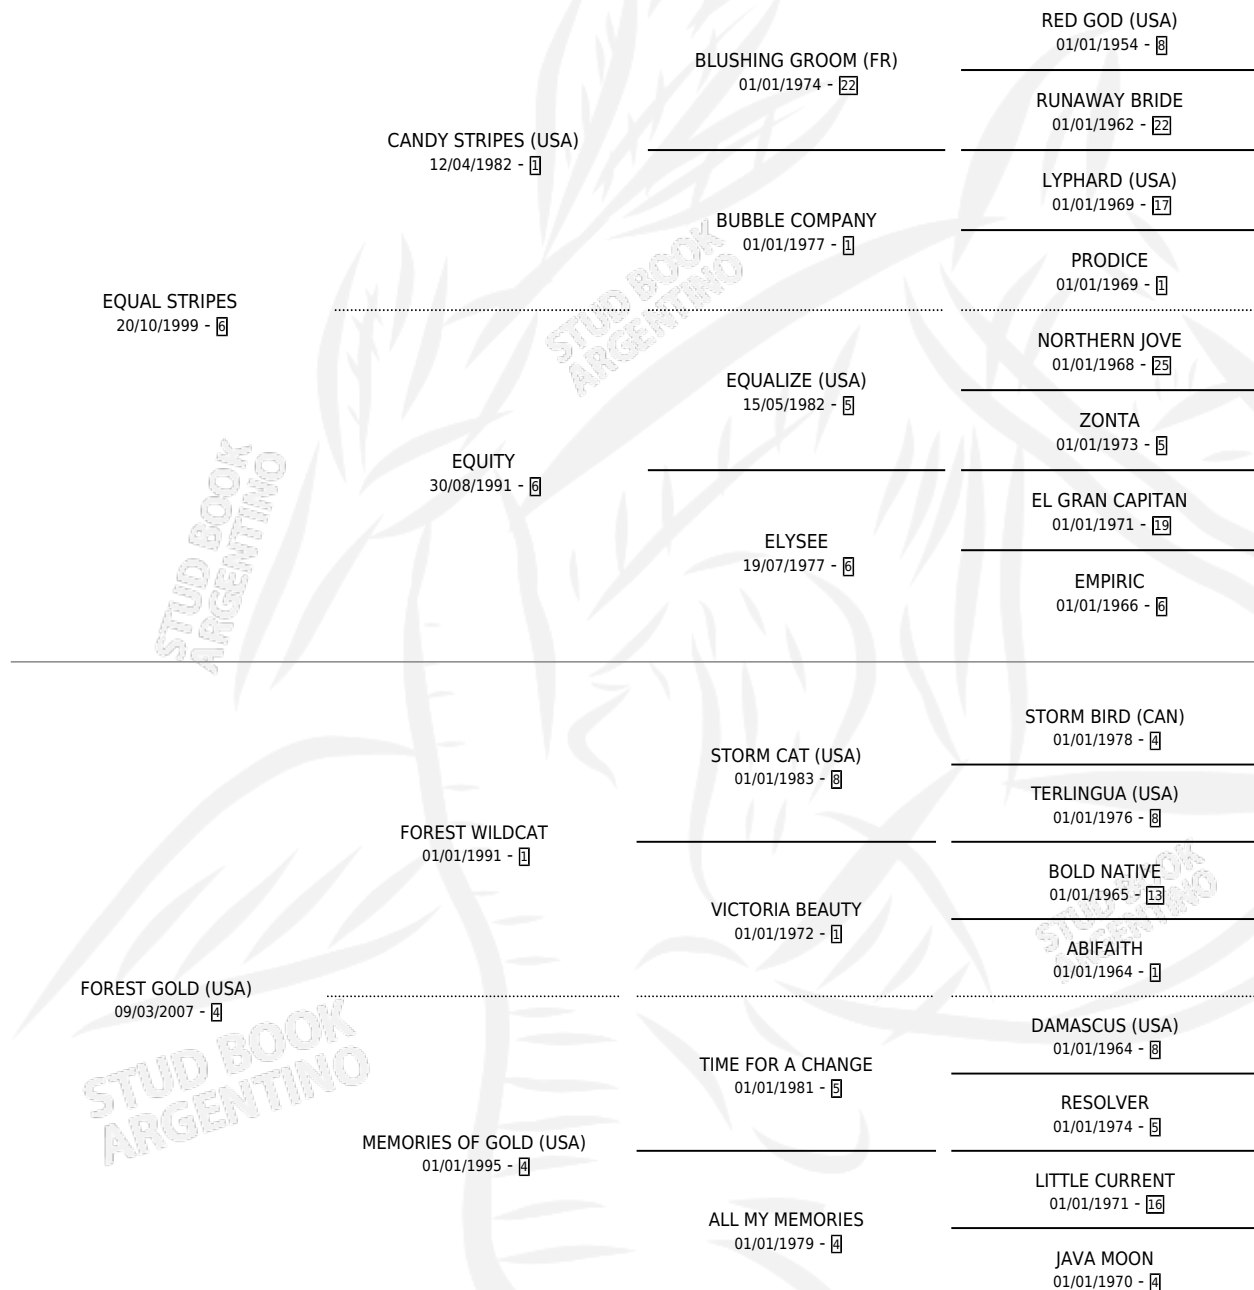 RED GOD (USA)
01/01/1954 - 8
BLUSHING GROOM (FR)
01/01/1974 - 22
RUNAWAY BRIDE
01/01/1962 - 22
CANDY STRIPES (USA)
12/04/1982 - 1
LYPHARD (USA)
01/01/1969 - 17
BUBBLE COMPANY
01/01/1977 - 1
PRODICE
01/01/1969 - 1
EQUAL STRIPES
20/10/1999 - 6
STUD BOOK
ARGENTINO
NORTHERN JOVE
01/01/1968 - 25
EQUALIZE (USA)
15/05/1982 - 5
ZONTA
01/01/1973 - 5
EQUITY
30/08/1991 - 6
EL GRAN CAPITAN
01/01/1971 - 19
ELYSEE
19/07/1977 - 6
EMPIRIC
01/01/1966 - 6
STUD BOOK
ARGENTINO
STORM BIRD (CAN)
01/01/1978 - 4
STORM CAT (USA)
01/01/1983 - 8
TERLINGUA (USA)
01/01/1976 - 8
FOREST WILDCAT
01/01/1991 - 1
BOLD NATIVE
01/01/1965 - 13
VICTORIA BEAUTY
01/01/1972 - 1
STUD BOOK
ARGENTINO
ABIFAITH
01/01/1964 - 1
FOREST GOLD (USA)
09/03/2007 - 4
DAMASCUS (USA)
01/01/1964 - 8
TIME FOR A CHANGE
01/01/1981 - 5
STUD BOOK
ARGENTINO
RESOLVER
01/01/1974 - 5
MEMORIES OF GOLD (USA)
01/01/1995 - 4
LITTLE CURRENT
01/01/1971 - 16
ALL MY MEMORIES
01/01/1979 - 4
JAVA MOON
01/01/1970 - 4